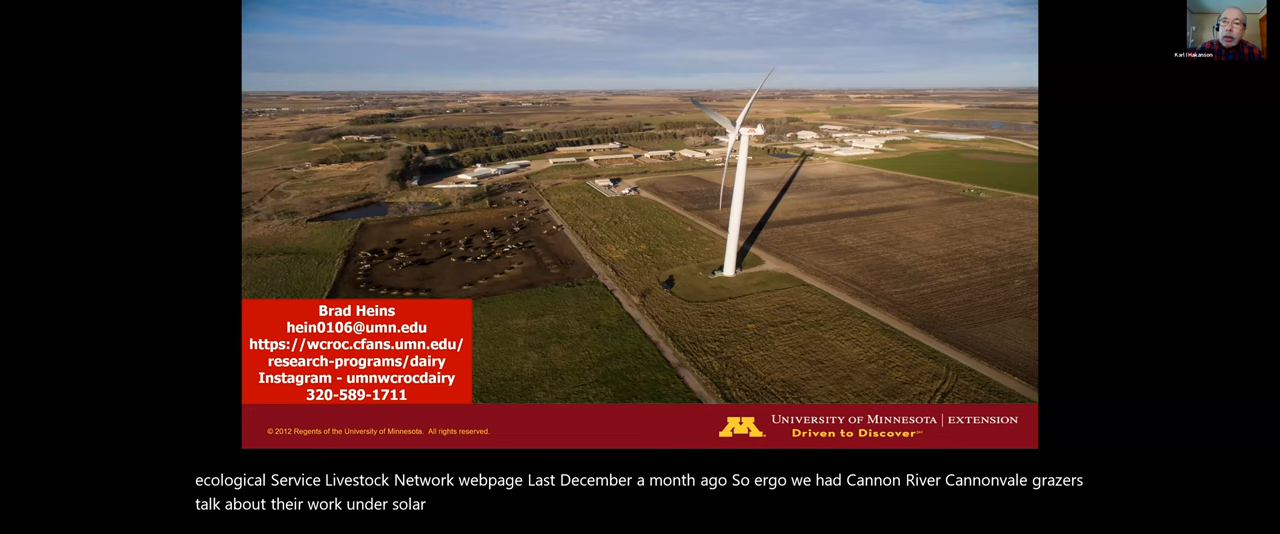 Karl I Hakanson
Brad Heins
hein0106@umn.edu
https://wcroc.cfans.umn.edu/
research-programs/dairy
Instagram - umnwcrocdairy
320-589-1711
© 2012 Regents of the University of Minnesota. All rights reserved.
UNIVERSITY OF MINNESOTA | EXTENSION
Driven to Discover℠
ecological Service Livestock Network webpage Last December a month ago So ergo we had Cannon River Cannonvale grazers
talk about their work under solar